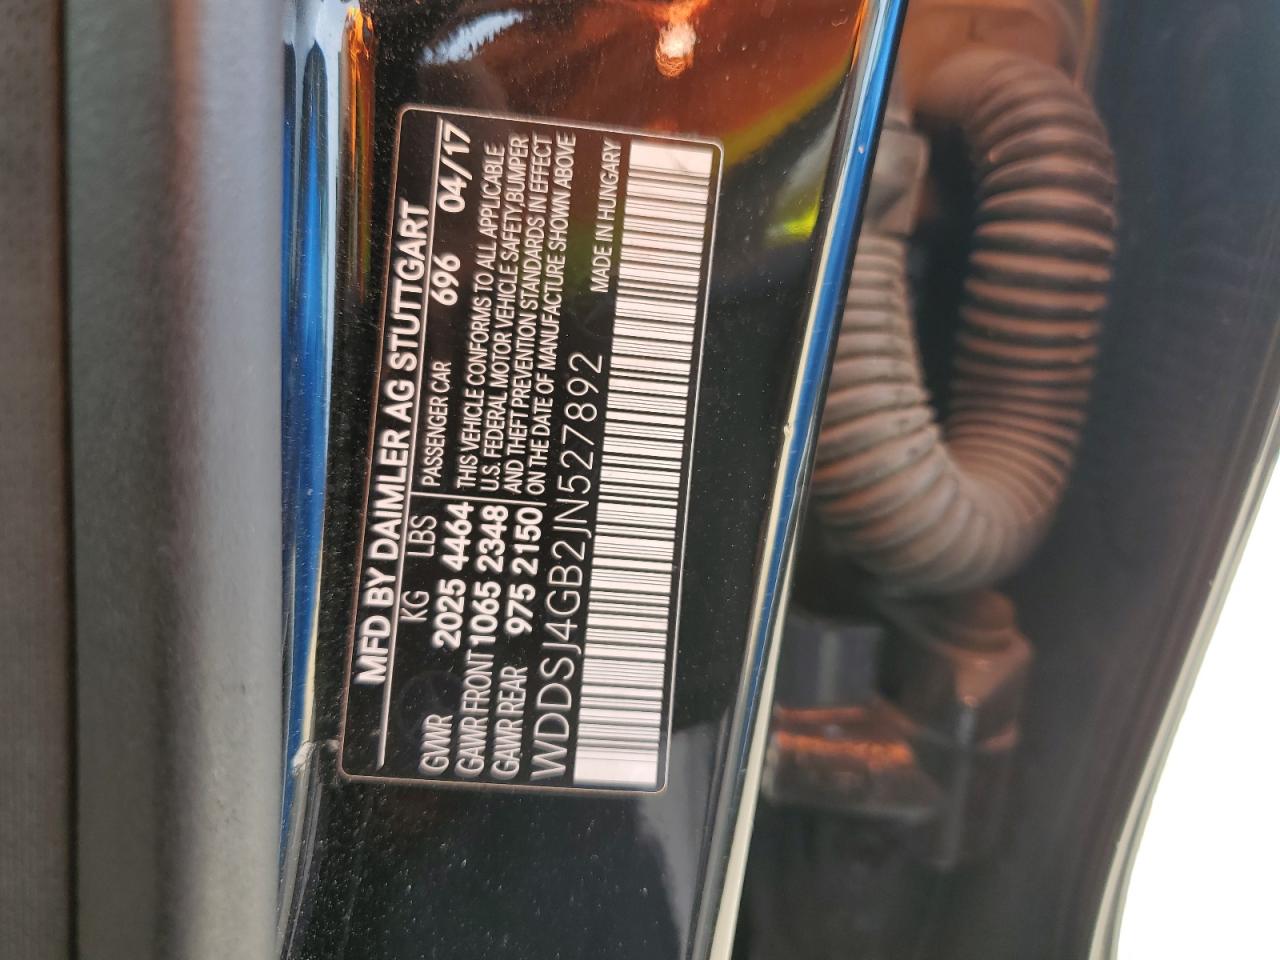 MFD BY DAIMLER AG STUTTGART
KG LBS PASSENGER CAR 696 04/17
GVWR 2025 4464 THIS VEHICLE CONFORMS TO ALL APPLICABLE
GAWR FRONT 1065 2348 U.S. FEDERAL MOTOR VEHICLE SAFETY, BUMPER
GAWR REAR 975 2150 AND THEFT PREVENTION STANDARDS IN EFFECT
ON THE DATE OF MANUFACTURE SHOWN ABOVE
WDDSJ4GB2JN527892 MADE IN HUNGARY